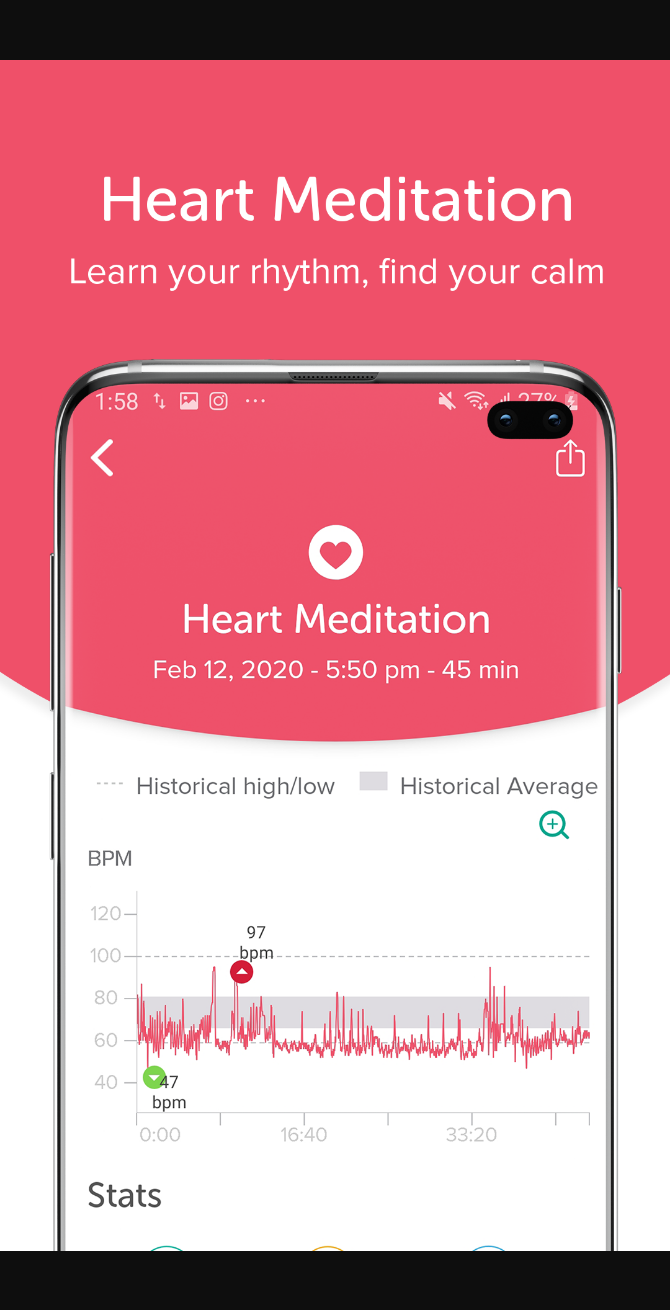 Heart Meditation
Learn your rhythm, find your calm
1:58 ... 37%
Heart Meditation
Feb 12, 2020 - 5:50 pm - 45 min
Historical high/low Historical Average
BPM
120
97
bpm
100
80
60
40
47
bpm
0:00 16:40 33:20
Stats